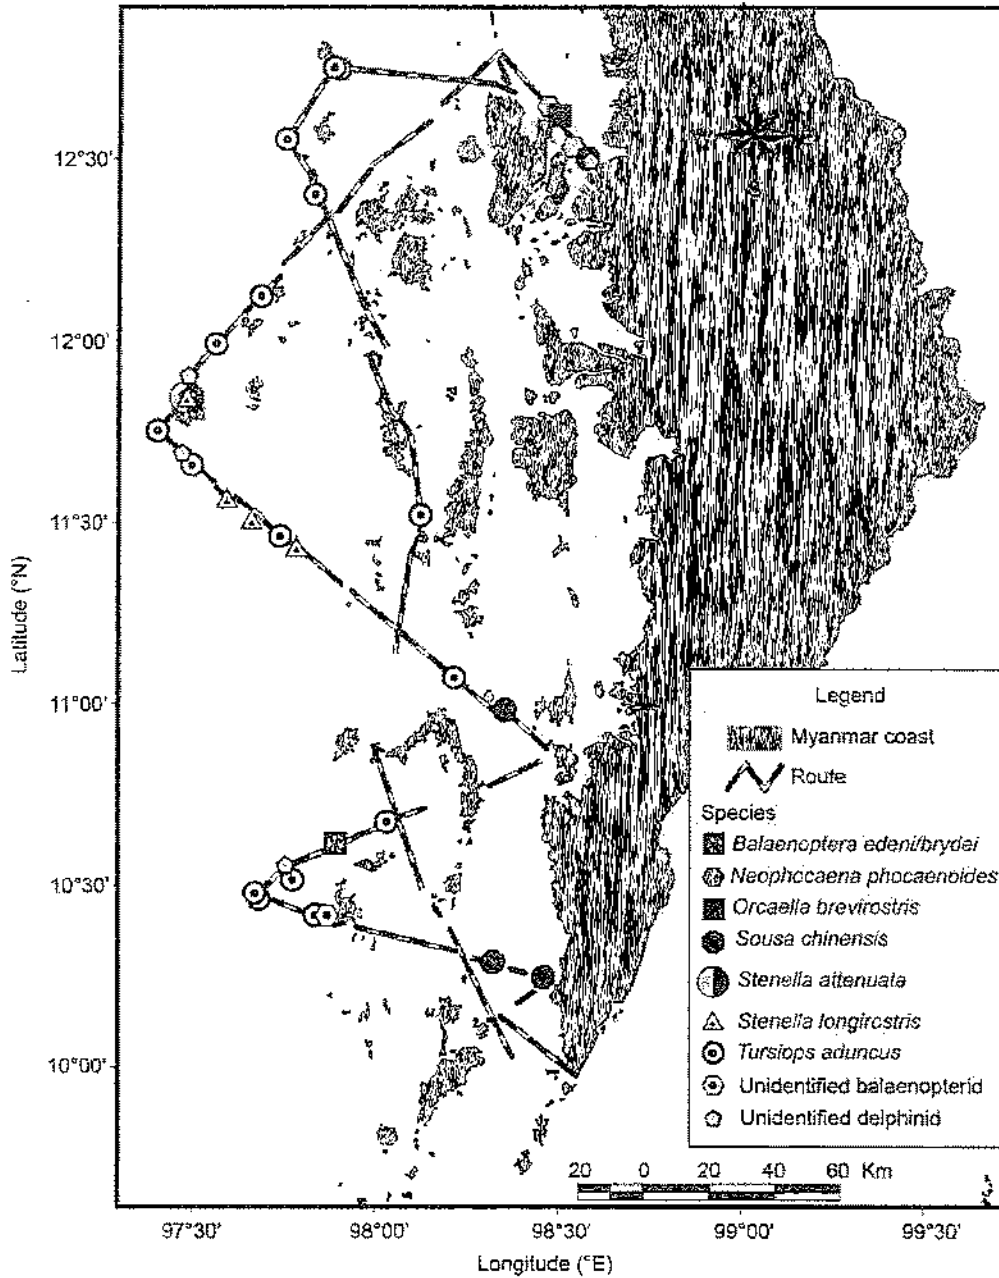 12°30'
12°00'
11°30'
11°00'
10°30'
10°00'
Latitude (°N)
97°30'
98°00'
98°30'
99°00'
99°30'
Longitude (°E)
Legend
Myanmar coast
Route
Species
Balaenoptera edeni/brydei
Neophocaena phocaenoides
Orcaella brevirostris
Sousa chinensis
Stenella attenuata
Stenella longirostris
Tursiops aduncus
Unidentified balaenopterid
Unidentified delphinid
20 0 20 40 60 Km